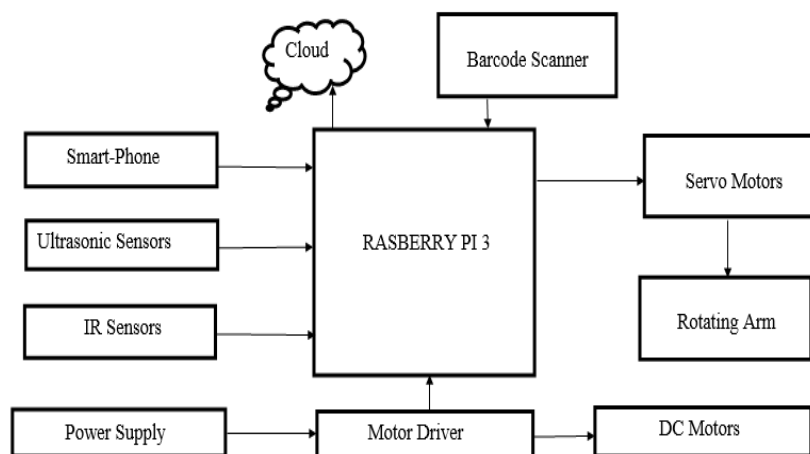 Cloud
Barcode Scanner
Smart-Phone
Servo Motors
Ultrasonic Sensors
RASBERRY PI 3
IR Sensors
Rotating Arm
Power Supply
Motor Driver
DC Motors